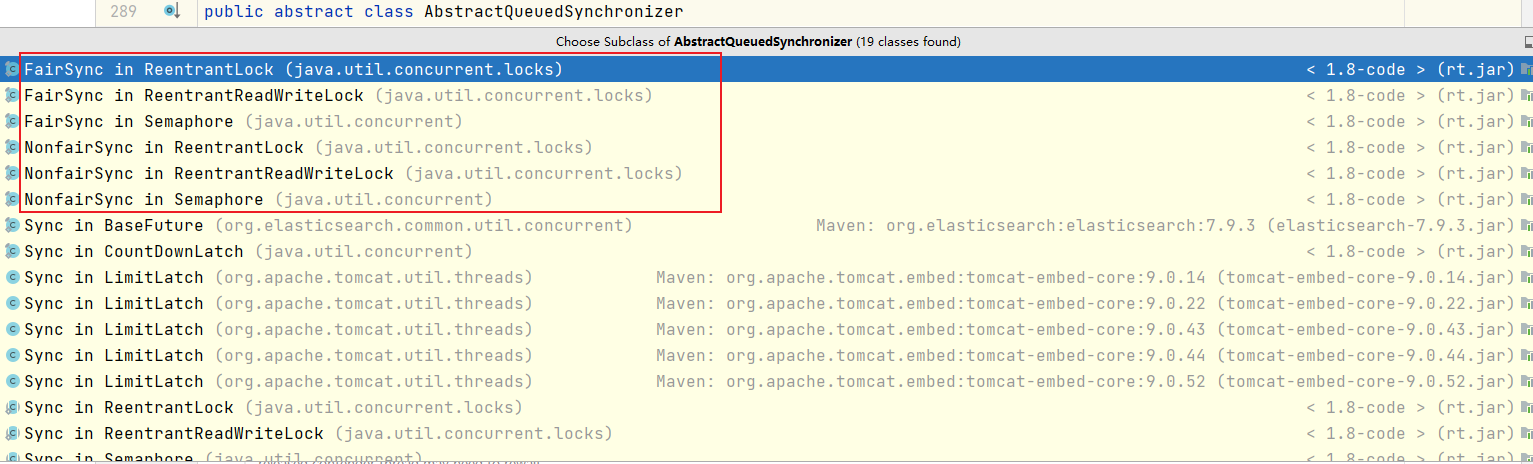 289 public abstract class AbstractQueuedSynchronizer
Choose Subclass of AbstractQueuedSynchronizer (19 classes found)
FairSync in ReentrantLock (java.util.concurrent.locks) < 1.8-code > (rt.jar)
FairSync in ReentrantReadWriteLock (java.util.concurrent.locks) < 1.8-code > (rt.jar)
FairSync in Semaphore (java.util.concurrent) < 1.8-code > (rt.jar)
NonfairSync in ReentrantLock (java.util.concurrent.locks) < 1.8-code > (rt.jar)
NonfairSync in ReentrantReadWriteLock (java.util.concurrent.locks) < 1.8-code > (rt.jar)
NonfairSync in Semaphore (java.util.concurrent) < 1.8-code > (rt.jar)
Sync in BaseFuture (org.elasticsearch.common.util.concurrent) Maven: org.elasticsearch:elasticsearch:7.9.3 (elasticsearch-7.9.3.jar)
Sync in CountDownLatch (java.util.concurrent) < 1.8-code > (rt.jar)
Sync in LimitLatch (org.apache.tomcat.util.threads) Maven: org.apache.tomcat.embed:tomcat-embed-core:9.0.14 (tomcat-embed-core-9.0.14.jar)
Sync in LimitLatch (org.apache.tomcat.util.threads) Maven: org.apache.tomcat.embed:tomcat-embed-core:9.0.22 (tomcat-embed-core-9.0.22.jar)
Sync in LimitLatch (org.apache.tomcat.util.threads) Maven: org.apache.tomcat.embed:tomcat-embed-core:9.0.43 (tomcat-embed-core-9.0.43.jar)
Sync in LimitLatch (org.apache.tomcat.util.threads) Maven: org.apache.tomcat.embed:tomcat-embed-core:9.0.44 (tomcat-embed-core-9.0.44.jar)
Sync in LimitLatch (org.apache.tomcat.util.threads) Maven: org.apache.tomcat.embed:tomcat-embed-core:9.0.52 (tomcat-embed-core-9.0.52.jar)
Sync in ReentrantLock (java.util.concurrent.locks) < 1.8-code > (rt.jar)
Sync in ReentrantReadWriteLock (java.util.concurrent.locks) < 1.8-code > (rt.jar)
Sync in Semaphore (java.util.concurrent) < 1.8-code > (rt.jar)